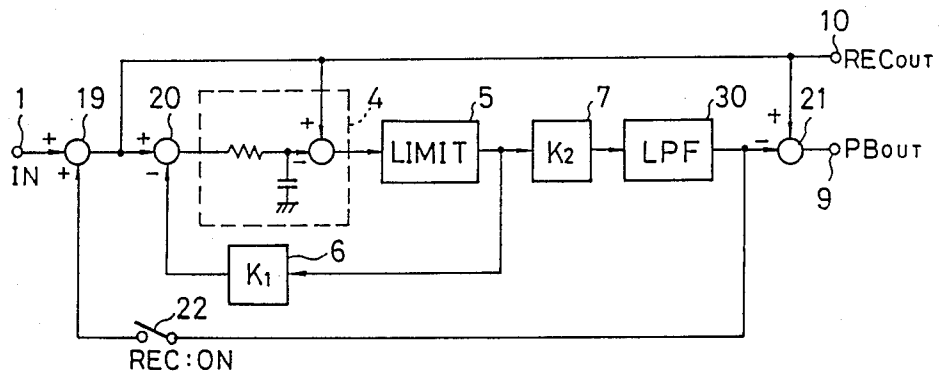 10
RECOUT
1
19
20
4
5
7
30
21
+
+
+
-
+
-
LIMIT
K2
LPF
+
-
PBOUT
9
IN
+
-
K1
6
22
REC:ON